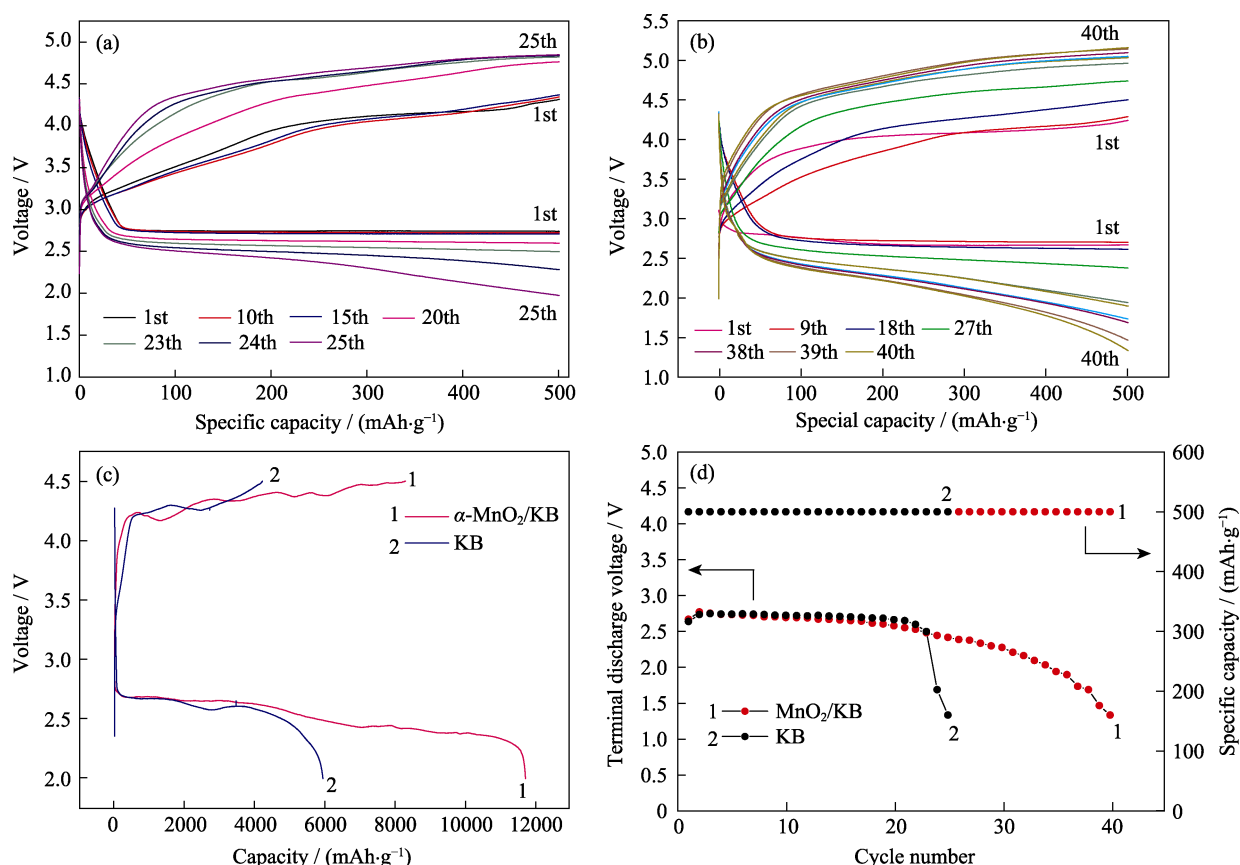 (a)
5.0
4.5
4.0
3.5
3.0
2.5
2.0
1.5
1.0
Voltage / V
25th
1st
1st
25th
1st 10th 15th 20th
23th 24th 25th
0 100 200 300 400 500
Specific capacity / (mAh·g⁻¹)
(b)
5.5
5.0
4.5
4.0
3.5
3.0
2.5
2.0
1.5
1.0
Voltage / V
40th
1st
1st
40th
1st 9th 18th 27th
38th 39th 40th
0 100 200 300 400 500
Special capacity / (mAh·g⁻¹)
(c)
4.5
4.0
3.5
3.0
2.5
2.0
Voltage / V
2
1
1 α-MnO₂/KB
2 KB
2
1
0 2000 4000 6000 8000 10000 12000
Capacity / (mAh·g⁻¹)
(d)
5.0
4.5
4.0
3.5
3.0
2.5
2.0
1.5
1.0
0.5
0
Terminal discharge voltage / V
2
1
1 MnO₂/KB
2 KB
2
1
600
500
400
300
200
100
0
Specific capacity / (mAh·g⁻¹)
0 10 20 30 40
Cycle number